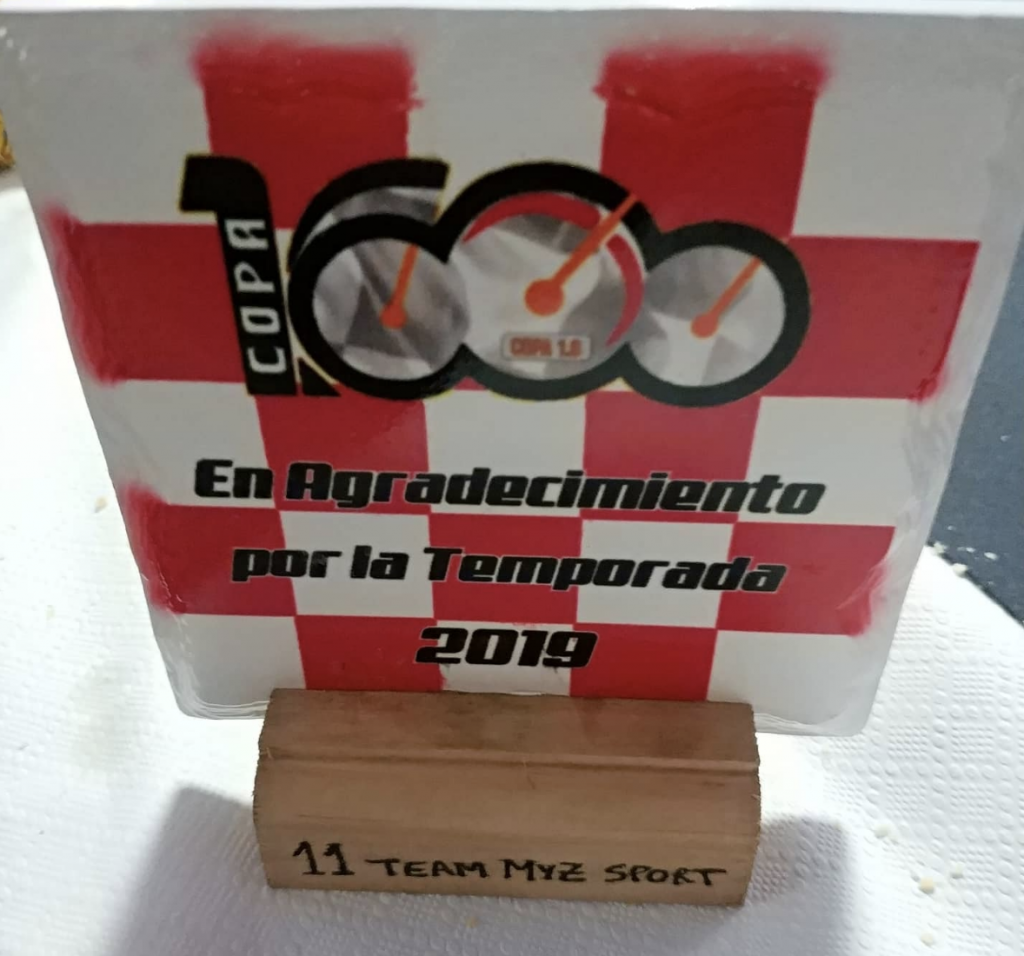 COPA 1600
COPA 1.6
En Agradecimiento
por la Temporada
2019
11 TEAM MYZ SPORT